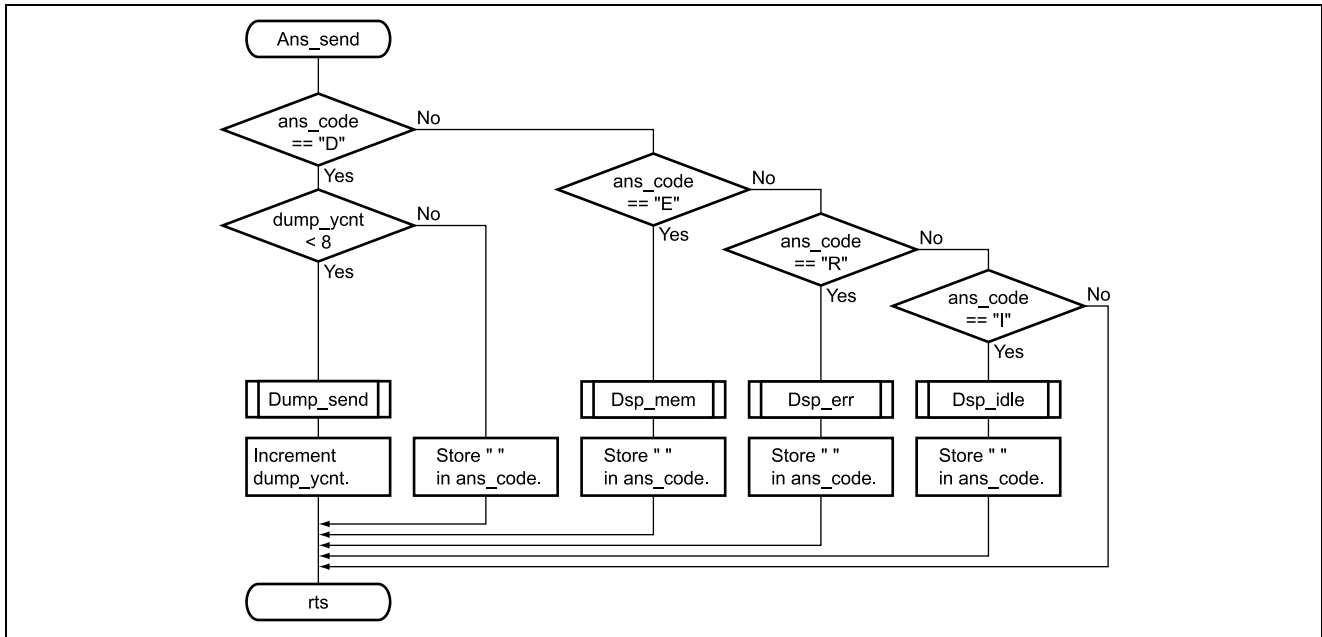 Ans_send
ans_code
== "D"
No
Yes
ans_code
== "E"
No
Yes
dump_ycnt
< 8
No
Yes
ans_code
== "R"
No
Yes
ans_code
== "I"
No
Yes
Dump_send
Dsp_mem
Dsp_err
Dsp_idle
Increment
dump_ycnt.
Store " "
in ans_code.
Store " "
in ans_code.
Store " "
in ans_code.
Store " "
in ans_code.
rts